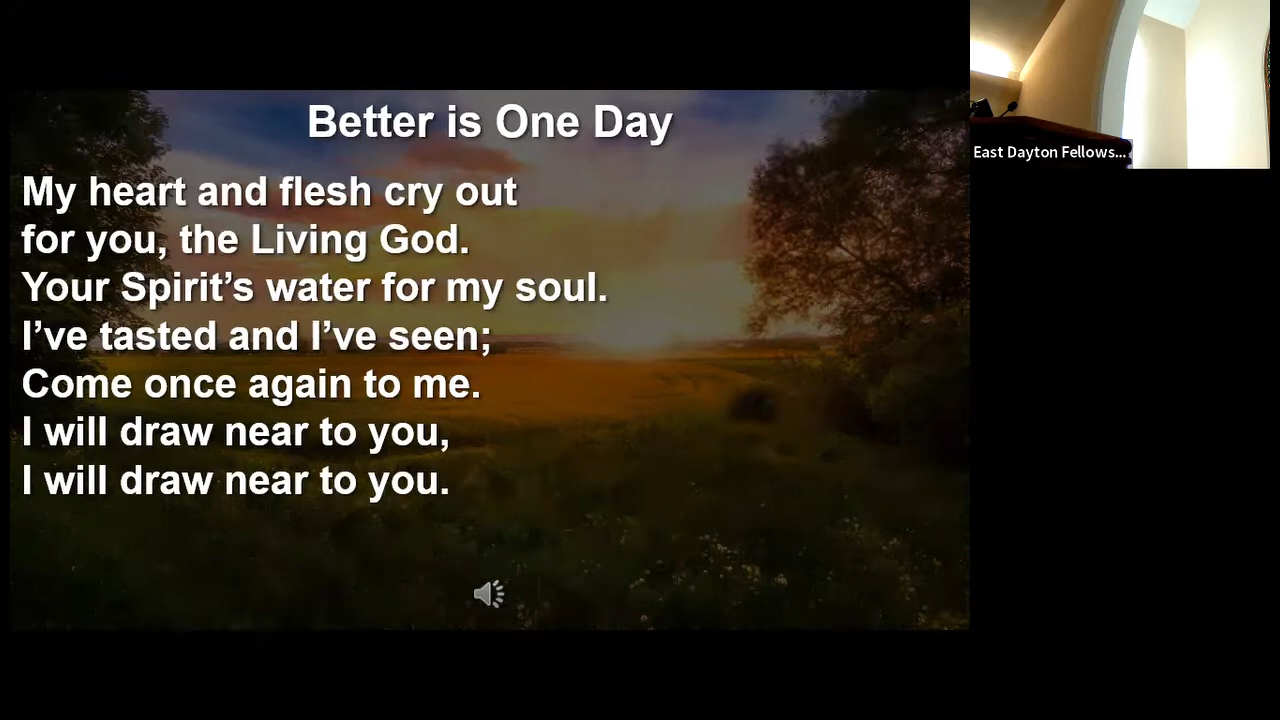 Better is One Day
My heart and flesh cry out
for you, the Living God.
Your Spirit’s water for my soul.
I’ve tasted and I’ve seen;
Come once again to me.
I will draw near to you,
I will draw near to you.
East Dayton Fellows...